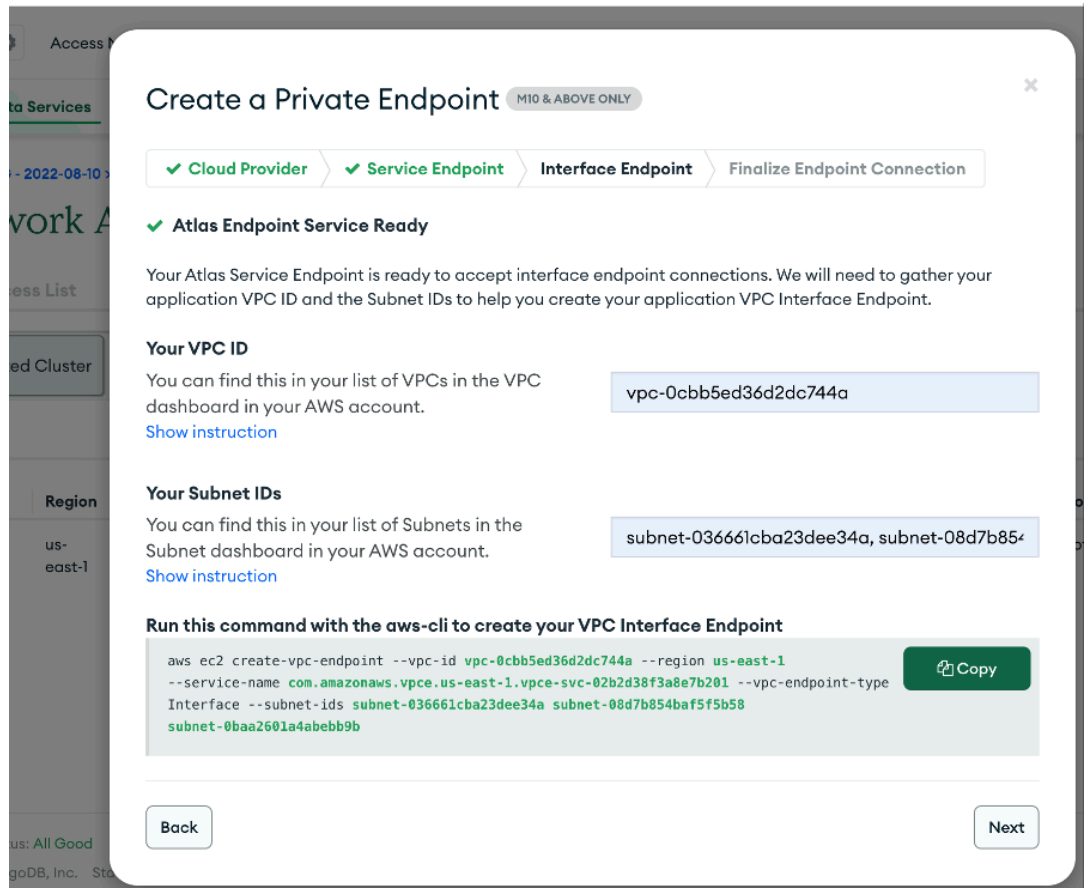 Access
Create a Private Endpoint M10 & ABOVE ONLY
ta Services
Cloud Provider Service Endpoint Interface Endpoint Finalize Endpoint Connection
- 2022-08-10
Atlas Endpoint Service Ready
work A
Your Atlas Service Endpoint is ready to accept interface endpoint connections. We will need to gather your
application VPC ID and the Subnet IDs to help you create your application VPC Interface Endpoint.
ess List
Your VPC ID
ed Cluster
You can find this in your list of VPCs in the VPC
dashboard in your AWS account.
vpc-0cbb5ed36d2dc744a
Show instruction
Region
Your Subnet IDs
us-
east-1
You can find this in your list of Subnets in the
Subnet dashboard in your AWS account.
subnet-036661cba23dee34a, subnet-08d7b854
Show instruction
Run this command with the aws-cli to create your VPC Interface Endpoint
aws ec2 create-vpc-endpoint --vpc-id vpc-0cbb5ed36d2dc744a --region us-east-1
--service-name com.amazonaws.vpce.us-east-1.vpce-svc-02b2d38f3a8e7b201 --vpc-endpoint-type
Interface --subnet-ids subnet-036661cba23dee34a subnet-08d7b854baf5f5b58
subnet-0baa2601a4abebb9b
Copy
Back
Next
us: All Good
goDB, Inc. Sta